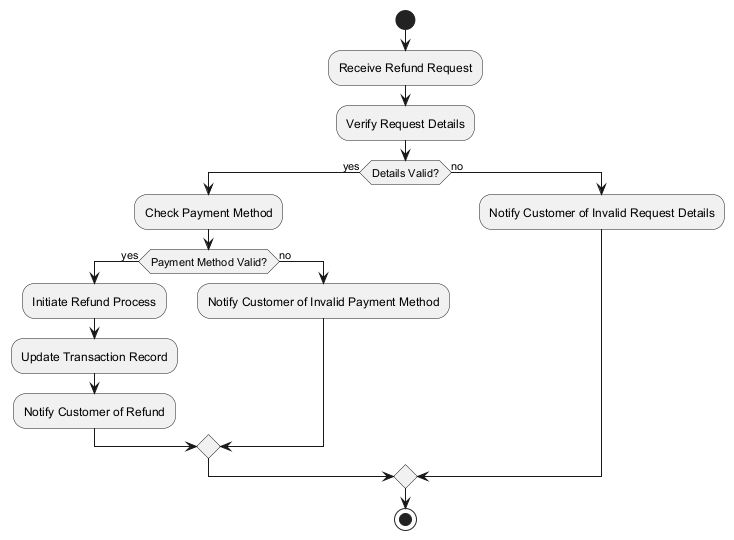 Receive Refund Request
Verify Request Details
yes
Details Valid?
no
Check Payment Method
Notify Customer of Invalid Request Details
yes
Payment Method Valid?
no
Initiate Refund Process
Notify Customer of Invalid Payment Method
Update Transaction Record
Notify Customer of Refund